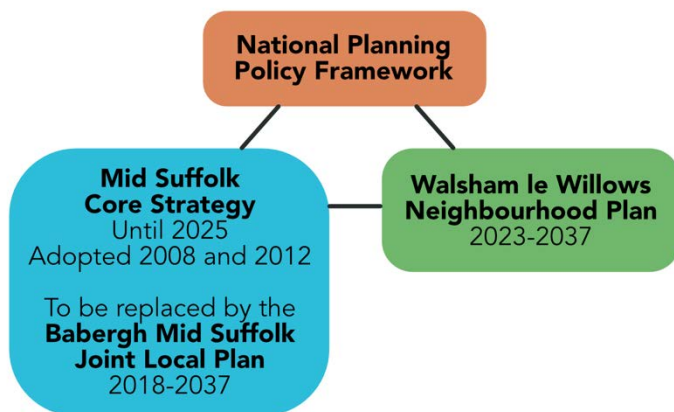 National Planning
Policy Framework
Mid Suffolk
Core Strategy
Until 2025
Adopted 2008 and 2012
To be replaced by the
Babergh Mid Suffolk
Joint Local Plan
2018-2037
Walsham le Willows
Neighbourhood Plan
2023-2037